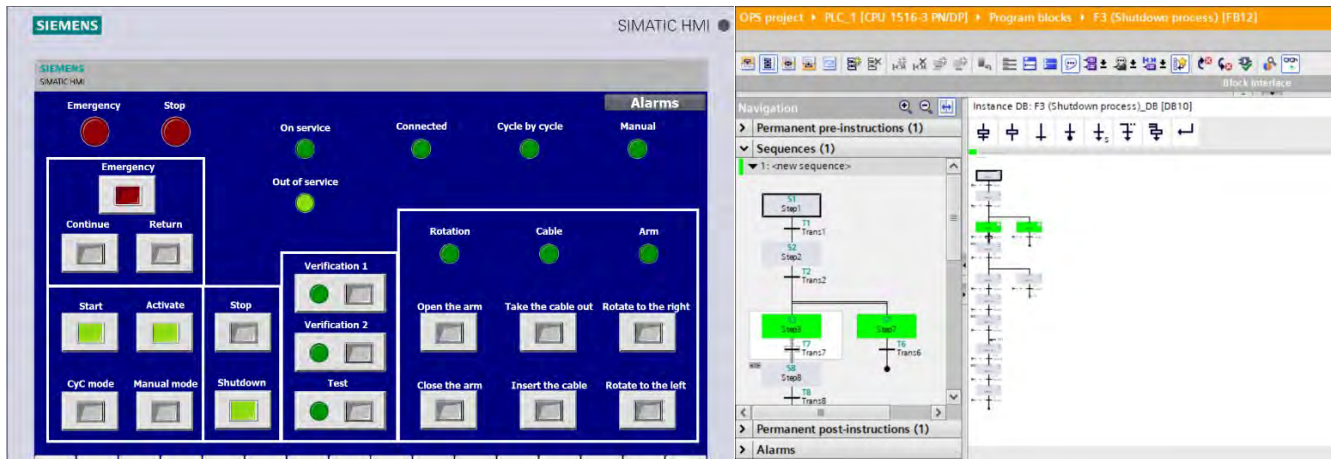 SIEMENS
SIMATIC HMI
SIEMENS
SIMATIC HMI
Alarms
Emergency
Stop
On service
Connected
Cycle by cycle
Manual
Emergency
Out of service
Continue
Return
Rotation
Cable
Arm
Verification 1
Start
Activate
Stop
Open the arm
Take the cable out
Rotate to the right
Verification 2
CyC mode
Manual mode
Shutdown
Test
Close the arm
Insert the cable
Rotate to the left
OPS project PLC_1 [CPU 1516-3 PN/DP] Program blocks F3 (Shutdown process) [FB12]
Block interface
Navigation
Permanent pre-instructions (1)
Sequences (1)
1: <new sequence>
S1
Step1
T1
Trans1
S2
Step2
T2
Trans2
Step3
Step7
T7
Trans7
T6
Trans6
S8
Step8
T8
Trans8
Permanent post-instructions (1)
Alarms
Instance DB: F3 (Shutdown process)_DB [DB10]